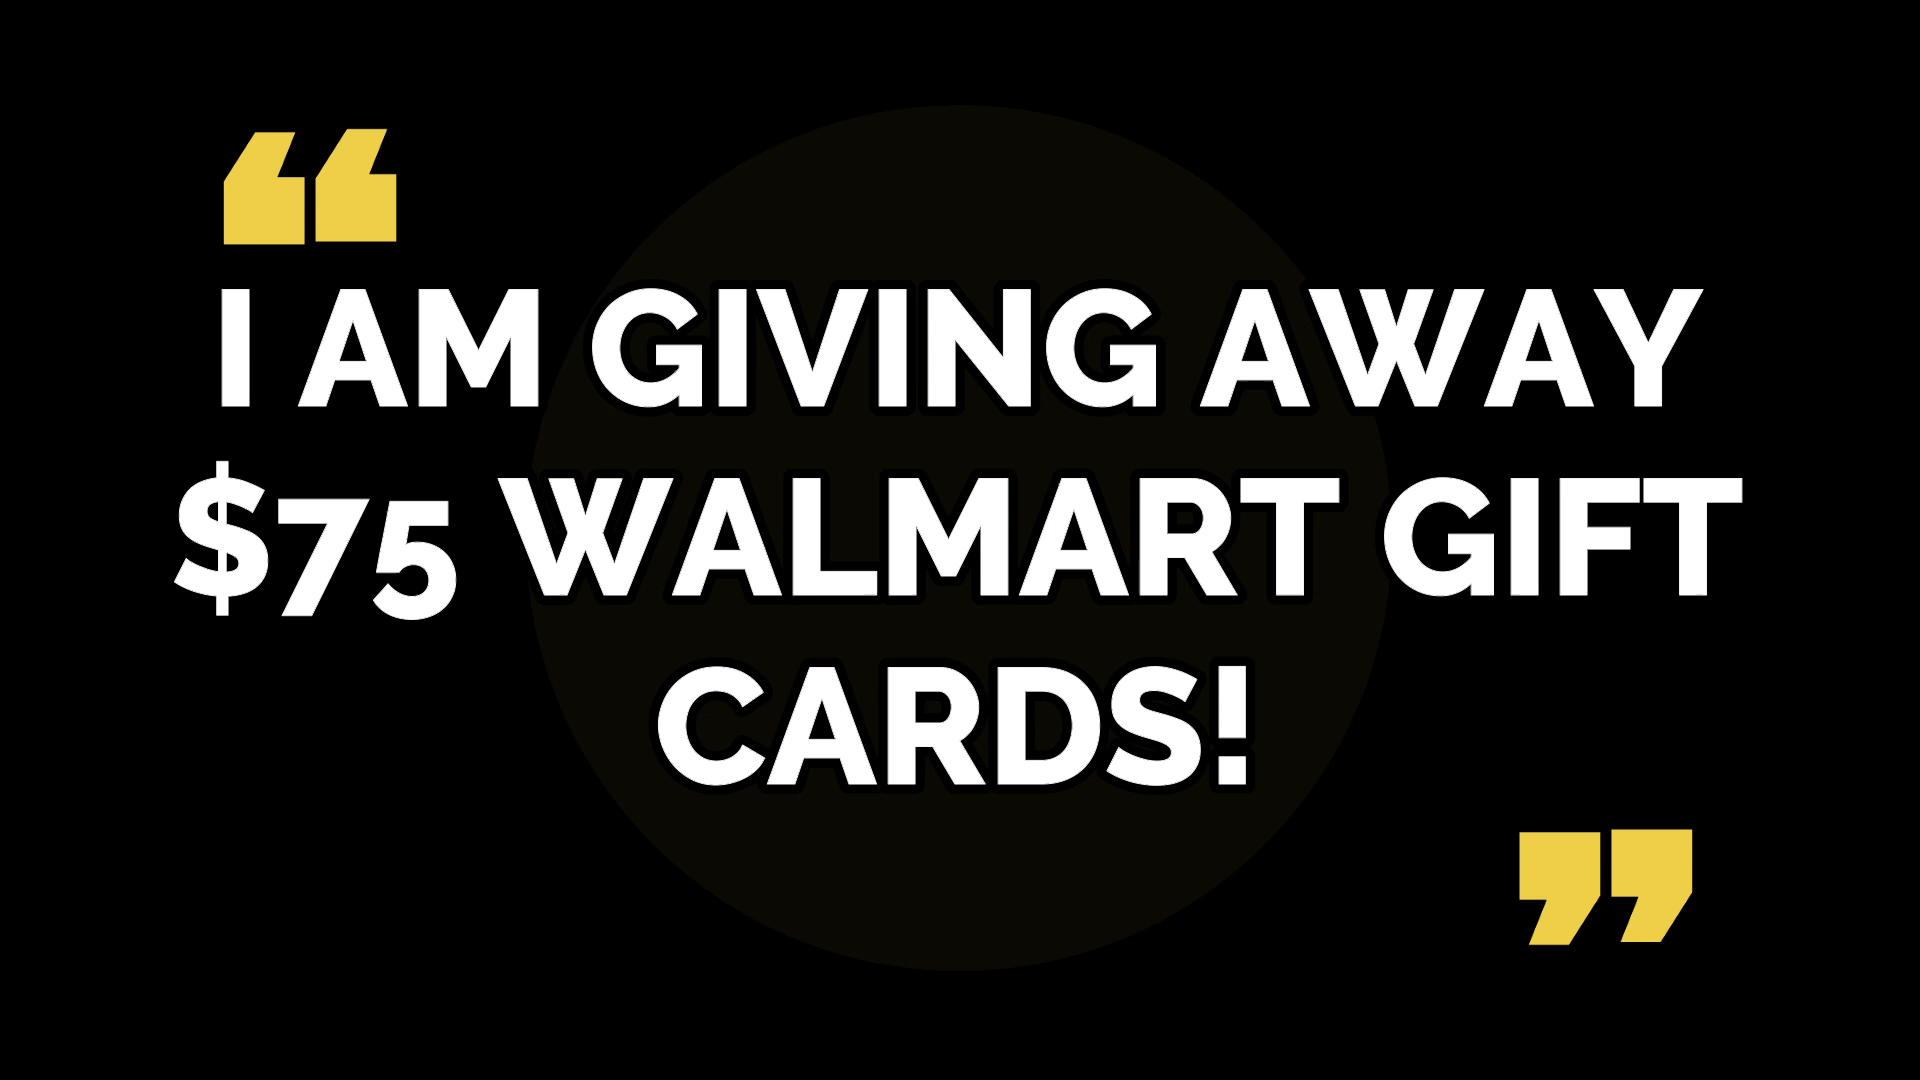 “
I AM GIVING AWAY
$75 WALMART GIFT
CARDS!
”